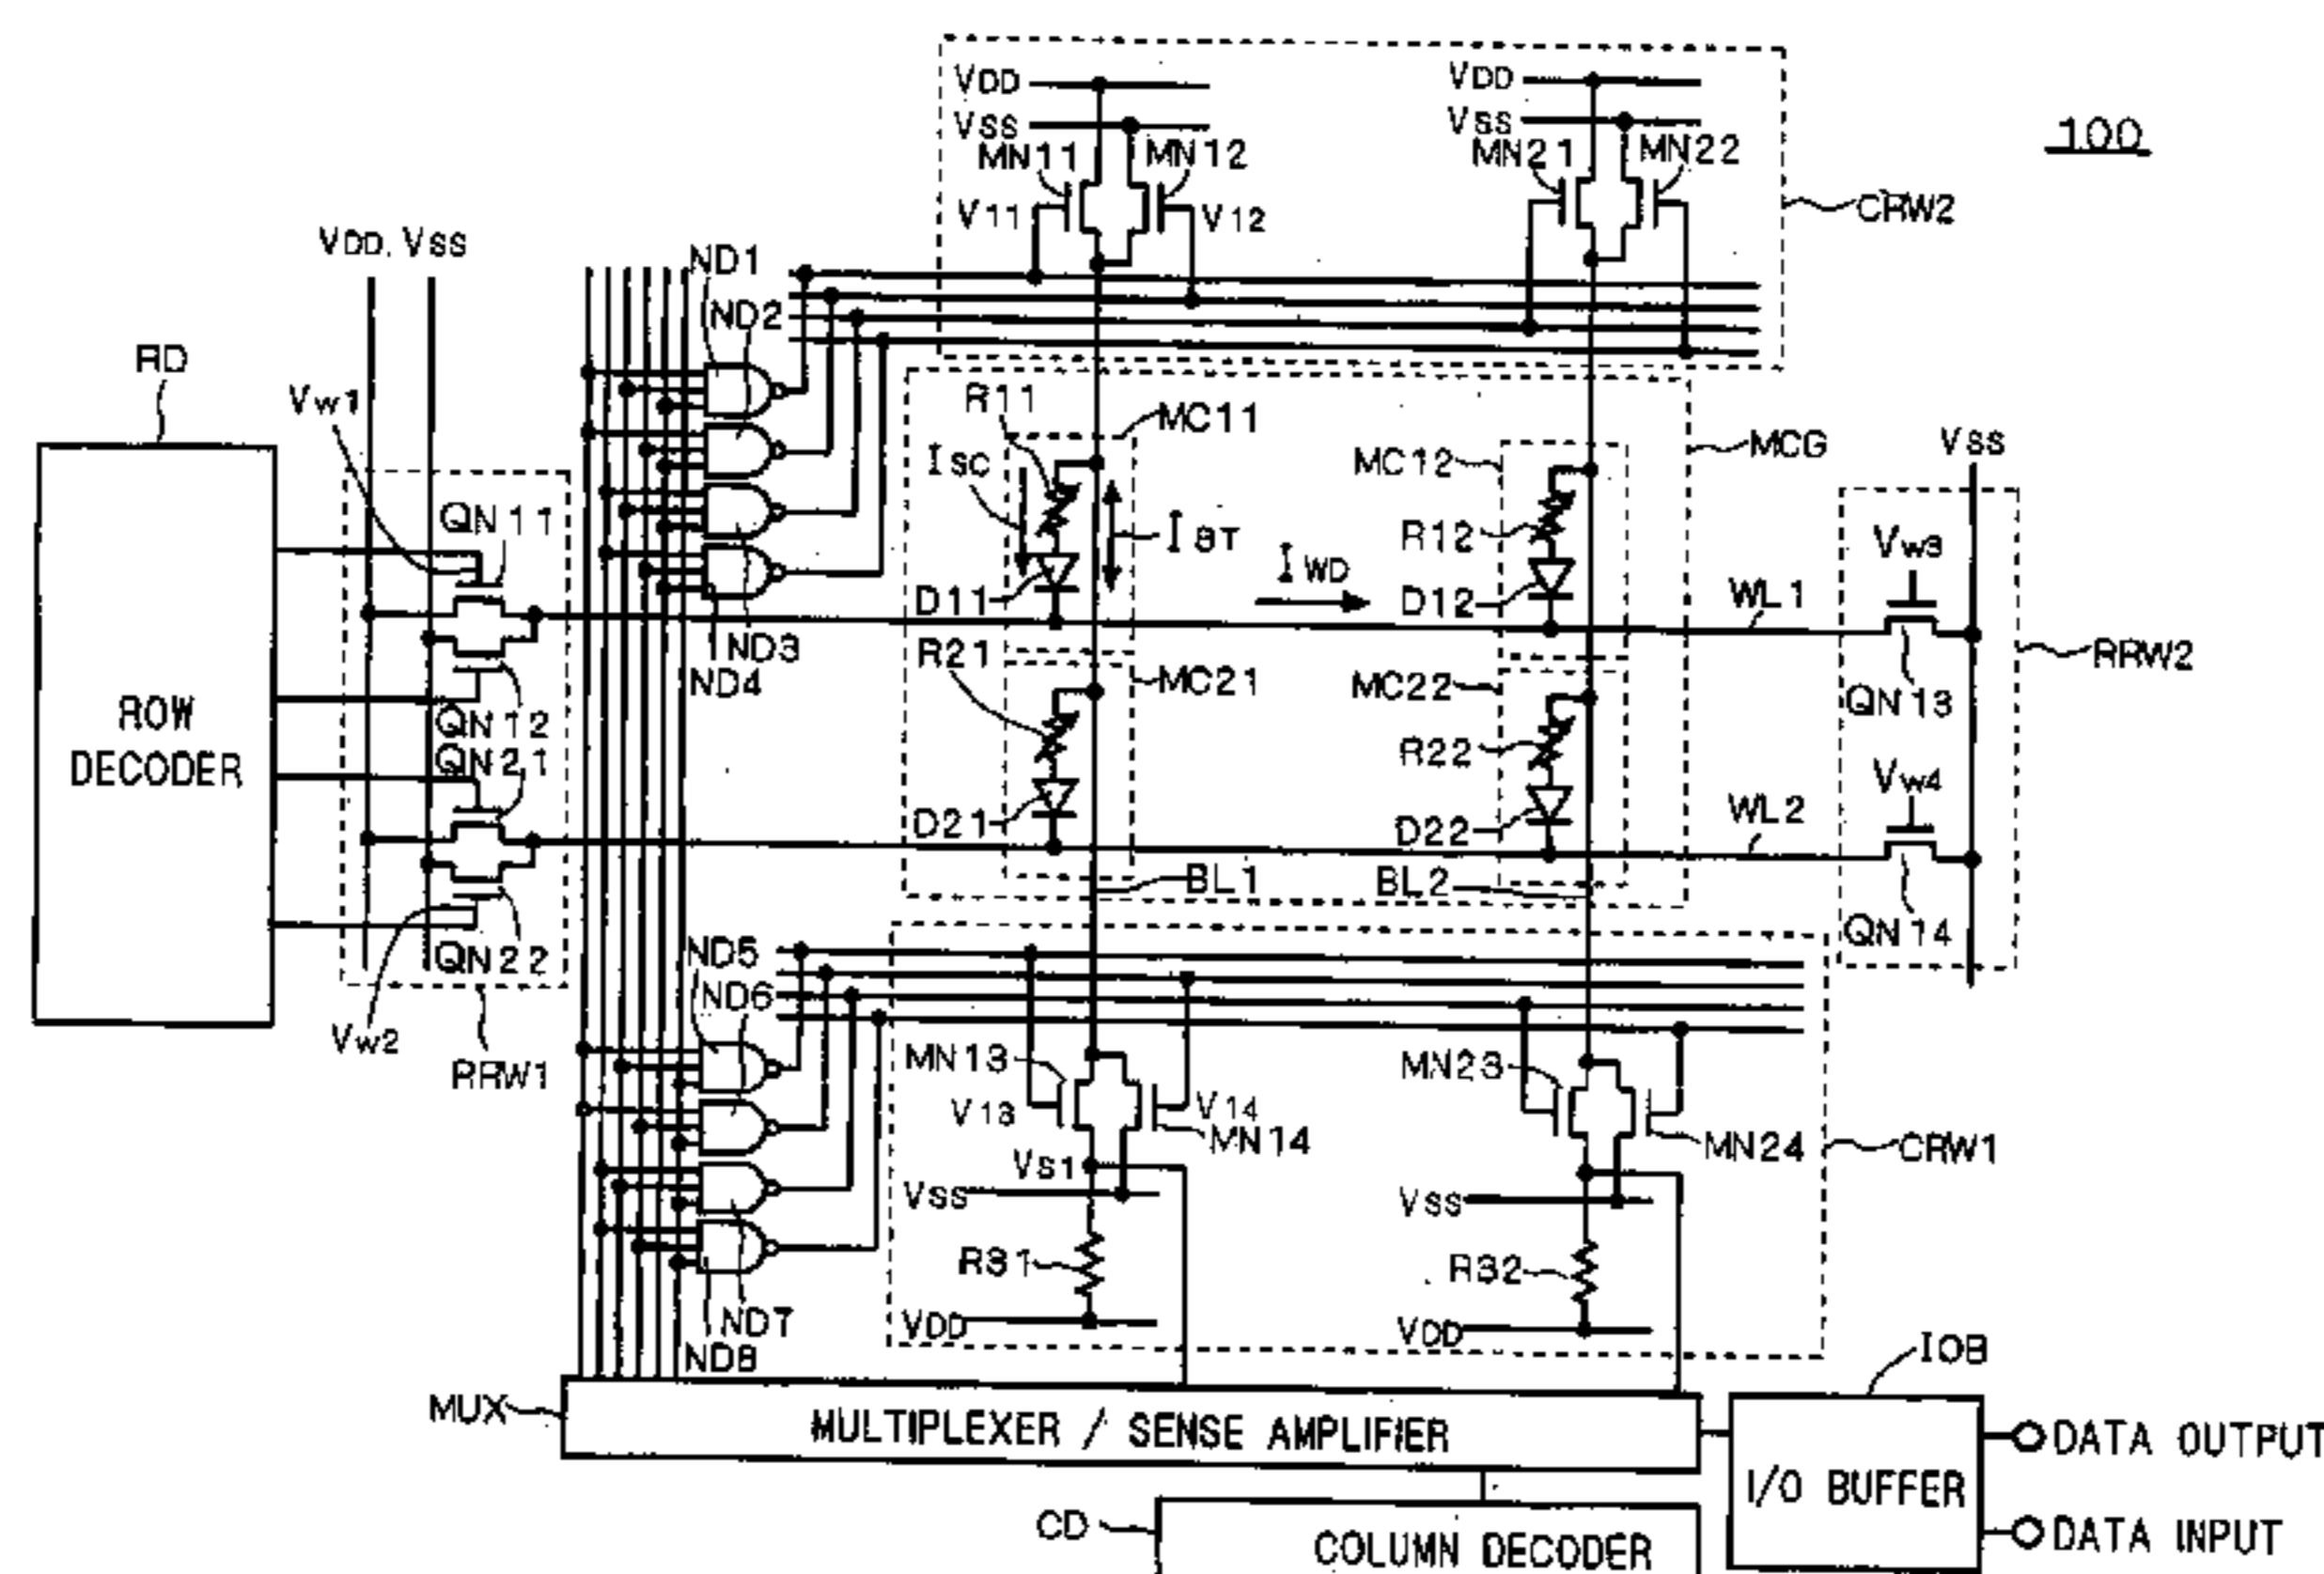 VDD
VSS
MN11
MN12
V11
V12
VDD
VSS
MN21
MN22
CRW2
100
VDD, VSS
ND1
ND2
RD
Vw1
QN11
R11
MC11
ISC
IBT
D11
IWD
MC12
R12
D12
MCG
VSS
Vw3
WL1
RRW2
QN13
ROW
DECODER
QN12
QN21
ND3
ND4
R21
MC21
D21
MC22
R22
D22
Vw4
WL2
QN14
BL1
BL2
QN22
Vw2
RRW1
ND5
ND6
MN13
V13
V14
MN14
VS1
VSS
R31
VDD
MN23
MN24
VSS
R32
VDD
CRW1
ND7
ND8
MUX
MULTIPLEXER / SENSE AMPLIFIER
IOB
I/O BUFFER
DATA OUTPUT
DATA INPUT
CD
COLUMN DECODER